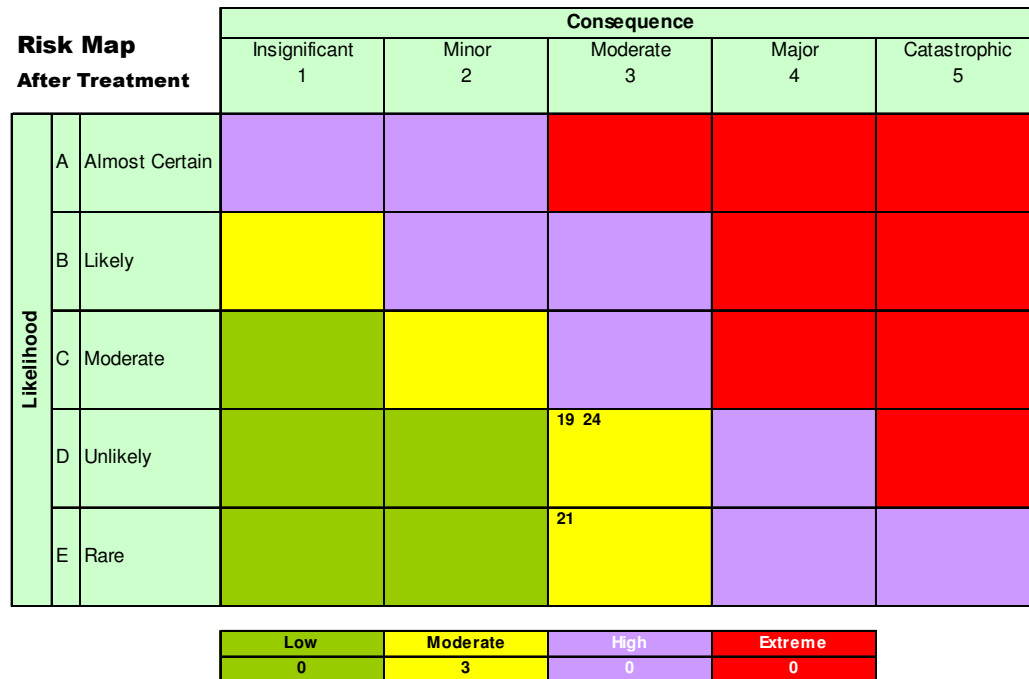 Consequence
Risk Map
After Treatment
Insignificant Minor Moderate Major Catastrophic
1 2 3 4 5
Likelihood
A Almost Certain
B Likely
C Moderate
D Unlikely
19 24
E Rare
21
Low Moderate High Extreme
0 3 0 0